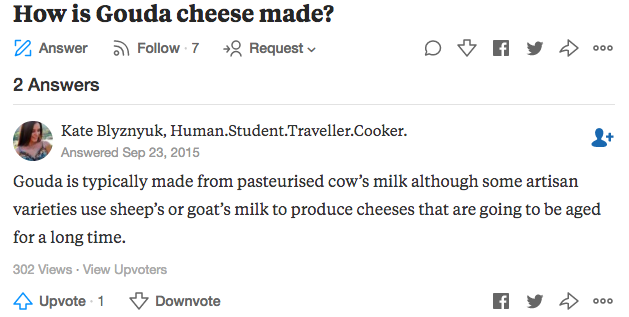 How is Gouda cheese made?
Answer Follow · 7 Request
2 Answers
Kate Blyznyuk, Human.Student.Traveller.Cooker.
Answered Sep 23, 2015
Gouda is typically made from pasteurised cow's milk although some artisan
varieties use sheep's or goat's milk to produce cheeses that are going to be aged
for a long time.
302 Views · View Upvoters
Upvote · 1 Downvote